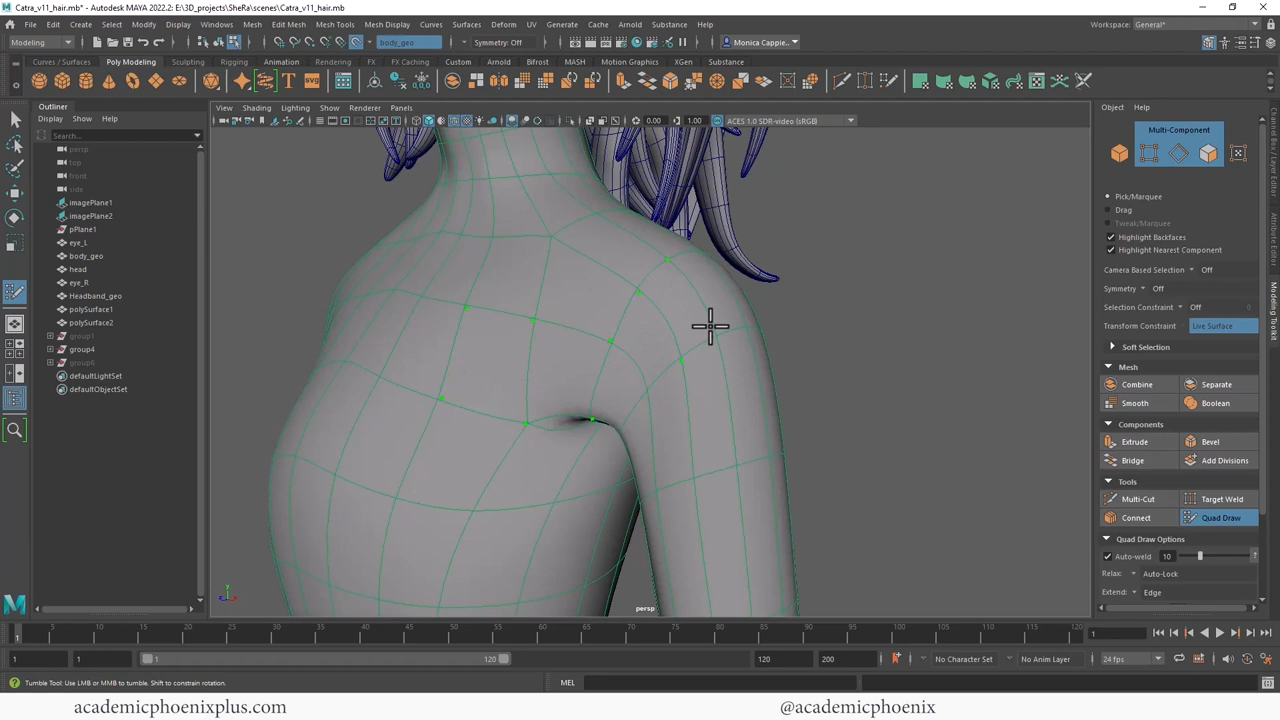 Catra_v11_hair.mb* - Autodesk MAYA 2022.2: E:\3D_projects\SheRa\scenes\Catra_v11_hair.mb
File Edit Create Select Modify Display Windows Mesh Edit Mesh Mesh Tools Mesh Display Curves Surfaces Deform UV Generate Cache Arnold Substance Help
Workspace: General*
Modeling
body_geo
Symmetry: Off
Monica Cappie...
Curves / Surfaces Poly Modeling Sculpting Rigging Animation Rendering FX FX Caching Custom Arnold Bifrost MASH Motion Graphics XGen Substance
Outliner
Display Show Help
Search...
persp
top
front
side
imagePlane1
imagePlane2
pPlane1
eye_L
body_geo
head
eye_R
Headband_geo
polySurface1
polySurface2
group1
group4
group6
defaultLightSet
defaultObjectSet
View Shading Lighting Show Renderer Panels
0.00 1.00 ACES 1.0 SDR-video (sRGB)
persp
Object Help
Multi-Component
Pick/Marquee
Drag
Tweak/Marquee
Highlight Backfaces
Highlight Nearest Component
Camera Based Selection Off
Symmetry: Off
Selection Constraint Off
Transform Constraint Live Surface
Soft Selection
Mesh
Combine Separate
Smooth Boolean
Components
Extrude Bevel
Bridge Add Divisions
Tools
Multi-Cut Target Weld
Connect Quad Draw
Quad Draw Options
Auto-weld 10
Relax: Auto-Lock
Extend: Edge
Channel Box / Layer Editor
Attribute Editor
Modeling Toolkit
5 10 15 20 25 30 35 40 45 50 55 60 65 70 75 80 85 90 95 100 105 110 115 120
1
1
1 1 1 120 120 200 No Character Set No Anim Layer 24 fps
Tumble Tool: Use LMB or MMB to tumble. Shift to constrain rotation.
MEL
academicphoenixplus.com
@academicphoenix